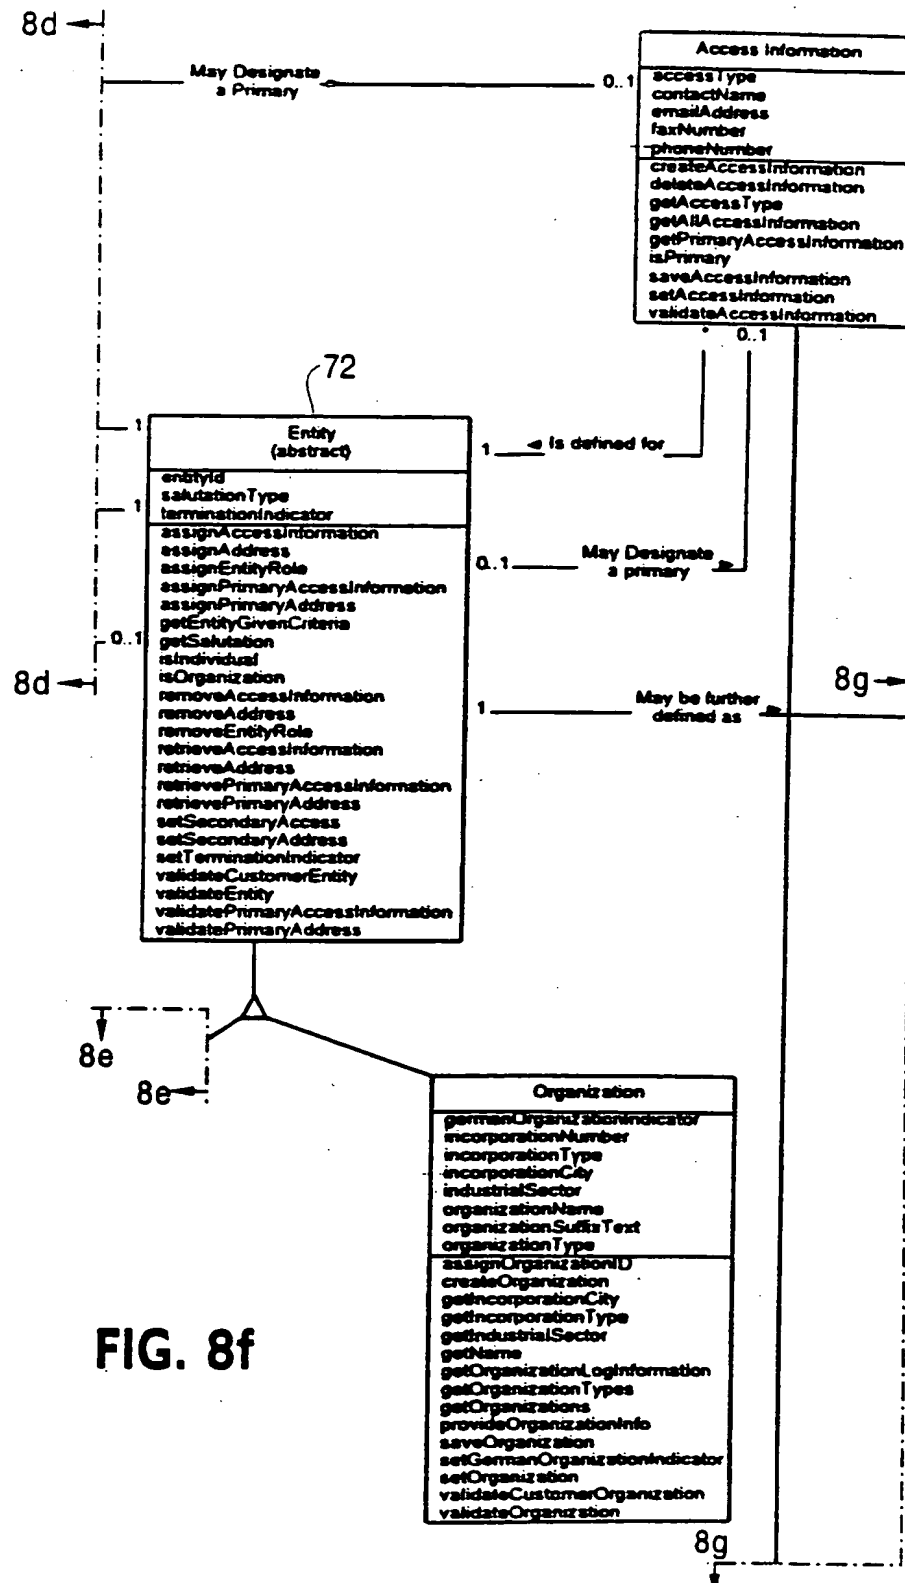 8d
Access Information
May Designate
a Primary
0..1
accessType
contactName
emailAddress
faxNumber
phoneNumber
createAccessInformation
deleteAccessInformation
getAccessType
getAllAccessInformation
getPrimaryAccessInformation
isPrimary
saveAccessInformation
setAccessInformation
validateAccessInformation
*
0..1
72
1
Entity
(abstract)
1
Is defined for
entityId
salutationType
terminationIndicator
1
assignAccessInformation
assignAddress
assignEntityRole
assignPrimaryAccessInformation
assignPrimaryAddress
getEntityGivenCriteria
getSalutation
isIndividual
isOrganization
removeAccessInformation
removeAddress
removeEntityRole
retrieveAccessInformation
retrieveAddress
retrievePrimaryAccessInformation
retrievePrimaryAddress
setSecondaryAccess
setSecondaryAddress
setTerminationIndicator
validateCustomerEntity
validateEntity
validatePrimaryAccessInformation
validatePrimaryAddress
0..1
May Designate
a primary
0..1
8d
8g
1
May be further
defined as
8e
8e
Organization
germanOrganizationIndicator
incorporationNumber
incorporationType
incorporationCity
industrialSector
organizationName
organizationSuffixText
organizationType
assignOrganizationID
createOrganization
getIncorporationCity
getIncorporationType
getIndustrialSector
getName
getOrganizationLogInformation
getOrganizationTypes
getOrganizations
provideOrganizationInfo
saveOrganization
setGermanOrganizationIndicator
setOrganization
validateCustomerOrganization
validateOrganization
FIG. 8f
8g